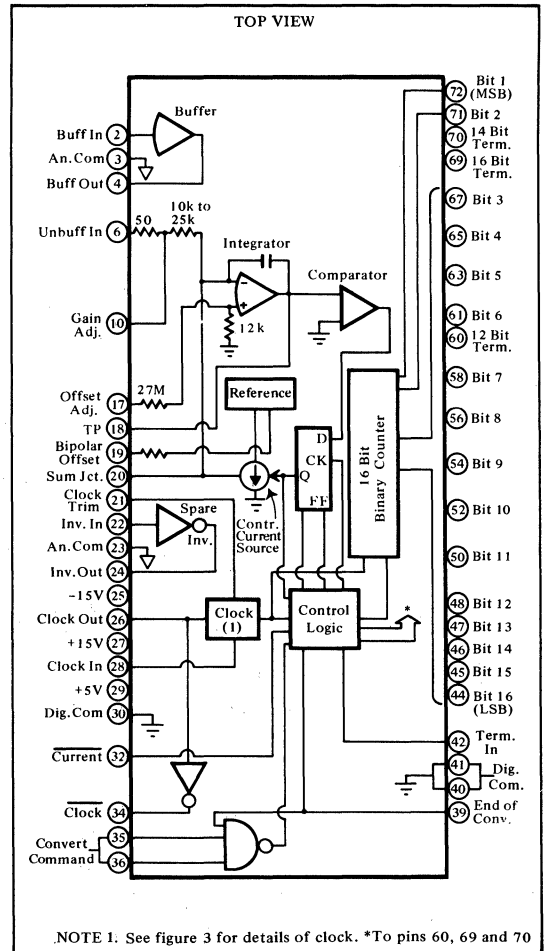 TOP VIEW
Buffer
Buff In 2
An.Com 3
Buff Out 4
Unbuff In 6
50
10k to
25k
Integrator
Comparator
Gain
Adj. 10
12k
Offset
Adj. 17
27M
TP 18
Reference
Bipolar
Offset 19
Sum Jct. 20
Clock
Trim 21
Inv. In 22
Spare
Inv.
An.Com 23
Inv.Out 24
-15V 25
Clock Out 26
+15V 27
Clock In 28
+5V 29
Dig.Com 30
Current 32
Clock 34
Convert
Command
35
36
D
CK
Q
FF
Contr.
Current
Source
Clock
(1)
Control
Logic
16 Bit
Binary Counter
*
72 Bit 1
(MSB)
71 Bit 2
70 14 Bit
Term.
69 16 Bit
Term.
67 Bit 3
65 Bit 4
63 Bit 5
61 Bit 6
60 12 Bit
Term.
58 Bit 7
56 Bit 8
54 Bit 9
52 Bit 10
50 Bit 11
48 Bit 12
47 Bit 13
46 Bit 14
45 Bit 15
44 Bit 16
(LSB)
42 Term.
In
41 Dig.
40 Com.
39 End of
Conv.
NOTE 1. See figure 3 for details of clock. *To pins 60, 69 and 70